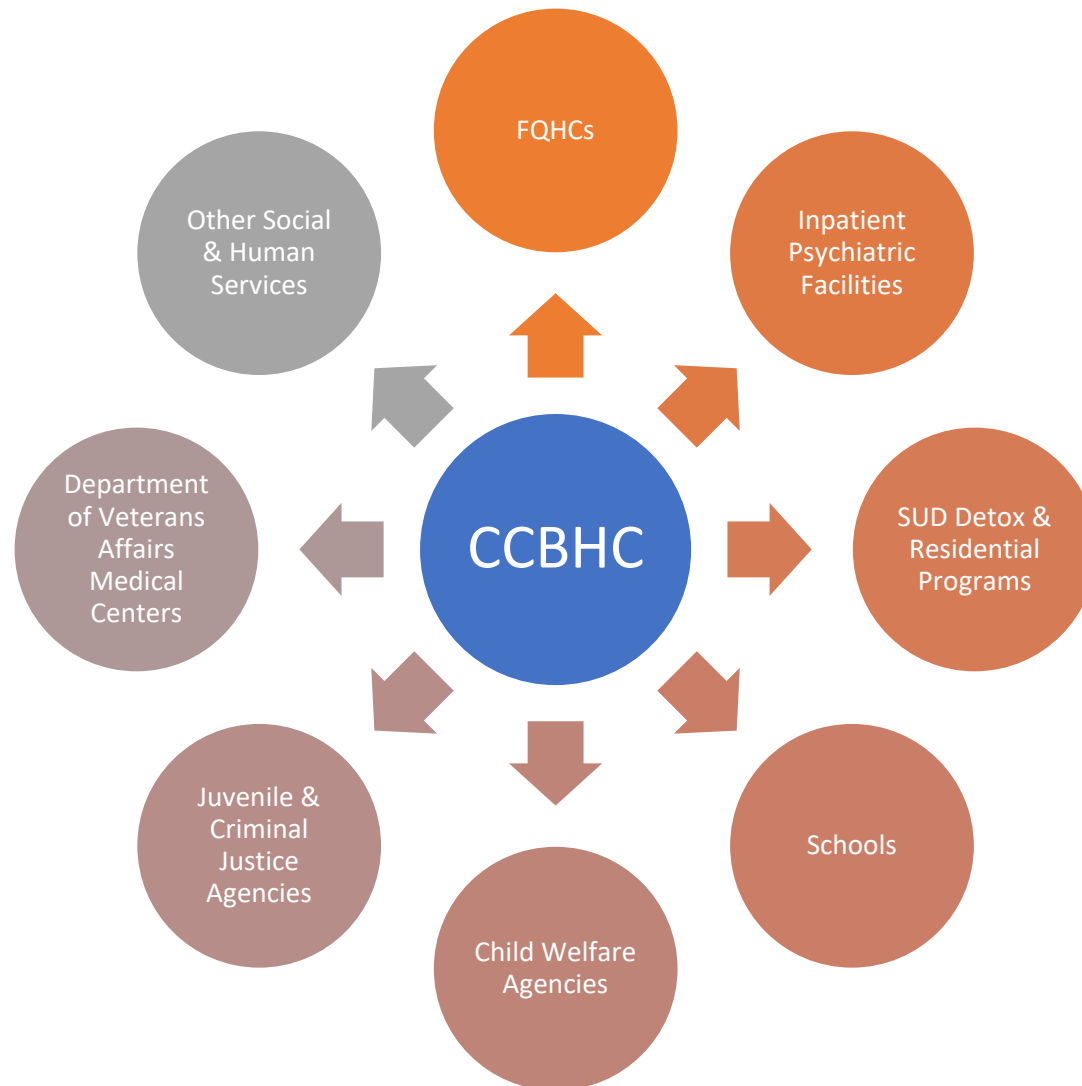 FQHCs
Inpatient
Psychiatric
Facilities
SUD Detox &
Residential
Programs
Schools
Child Welfare
Agencies
Juvenile &
Criminal
Justice
Agencies
Department
of Veterans
Affairs
Medical
Centers
Other Social
& Human
Services
CCBHC